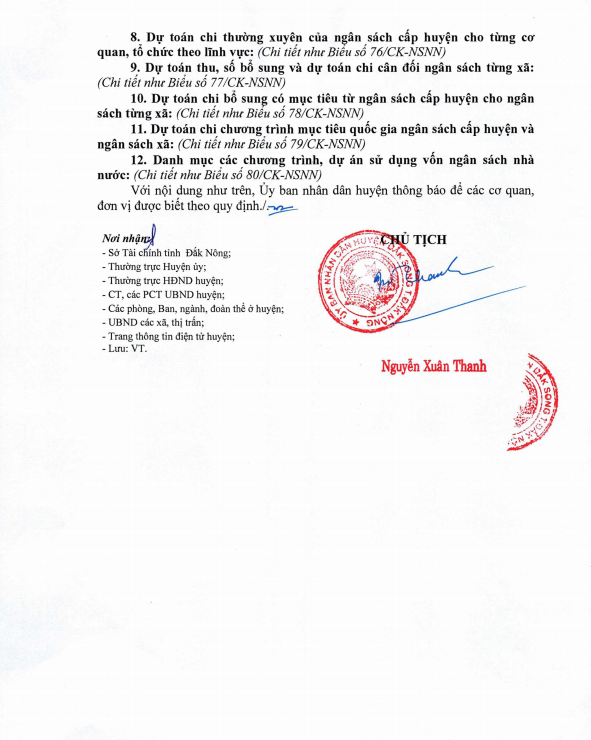 8. Dự toán chi thường xuyên của ngân sách cấp huyện cho từng cơ
quan, tổ chức theo lĩnh vực: (Chi tiết như Biểu số 76/CK-NSNN)
9. Dự toán thu, số bổ sung và dự toán chi cân đối ngân sách từng xã:
(Chi tiết như Biểu số 77/CK-NSNN)
10. Dự toán chi bổ sung có mục tiêu từ ngân sách cấp huyện cho ngân
sách từng xã: (Chi tiết như Biểu số 78/CK-NSNN)
11. Dự toán chi chương trình mục tiêu quốc gia ngân sách cấp huyện và
ngân sách xã: (Chi tiết như Biểu số 79/CK-NSNN)
12. Danh mục các chương trình, dự án sử dụng vốn ngân sách nhà
nước: (Chi tiết như Biểu số 80/CK-NSNN)
Với nội dung như trên, Ủy ban nhân dân huyện thông báo để các cơ quan,
đơn vị được biết theo quy định./.
Nơi nhận:
- Sở Tài chính tỉnh Đắk Nông;
- Thường trực Huyện ủy;
- Thường trực HĐND huyện;
- CT, các PCT UBND huyện;
- Các phòng, Ban, ngành, đoàn thể ở huyện;
- UBND các xã, thị trấn;
- Trang thông tin điện tử huyện;
- Lưu: VT.
CHỦ TỊCH
ỦY BAN NHÂN DÂN HUYỆN ĐẮK SONG T.ĐẮK NÔNG
Nguyễn Xuân Thanh
ĐẮK SONG T.ĐẮK